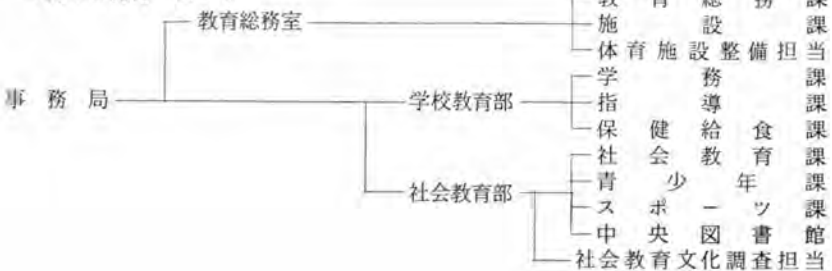 教育総務課
教育総務室
施設課
体育施設整備担当
学務課
事務局
学校教育部
指導課
保健給食課
社会教育課
青少年課
社会教育部
スポーツ課
中央図書館
社会教育文化調査担当